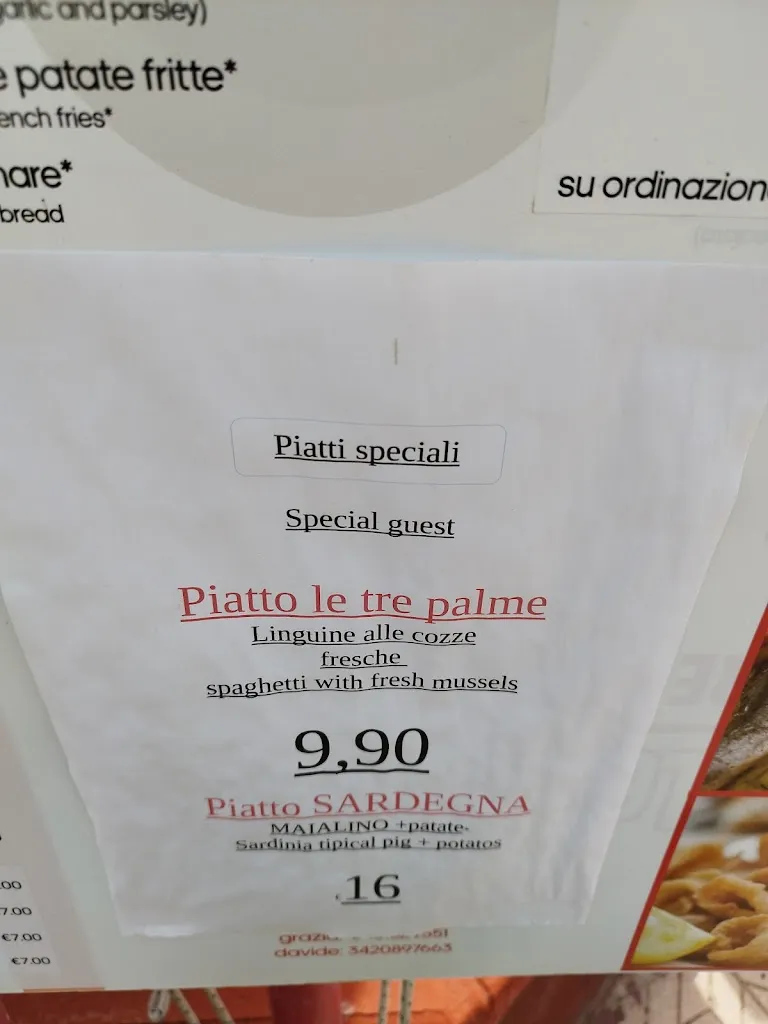 garlic and parsley)
e patate fritte*
ench fries*
nare*
bread
su ordinazion
Piatti speciali
Special guest
Piatto le tre palme
Linguine alle cozze
fresche
spaghetti with fresh mussels
9,90
Piatto SARDEGNA
MAIALINO +patate
Sardinia tipical pig + potatos
16
davide: 3420897663
.00
7.00
€7.00
€7.00